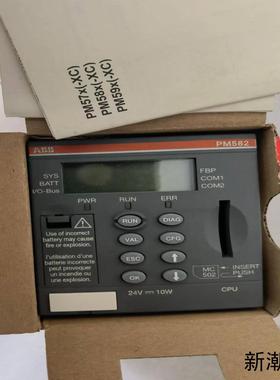 PM57x(-XC)
PM58x(-XC)
PM59x(-XC)
ABB
PM582
SYS
BATT
I/O-Bus
FBP
COM1
COM2
PWR RUN ERR
Use of incorrect
battery may cause
fire or explosion.
l'utilisation d'une
batterie incorrecte
peut provoquer
un incendie
ou explosion
RUN DIAG
VAL CFG
ESC
OK
MC
502
INSERT
PUSH
24V 10W
CPU
新潮